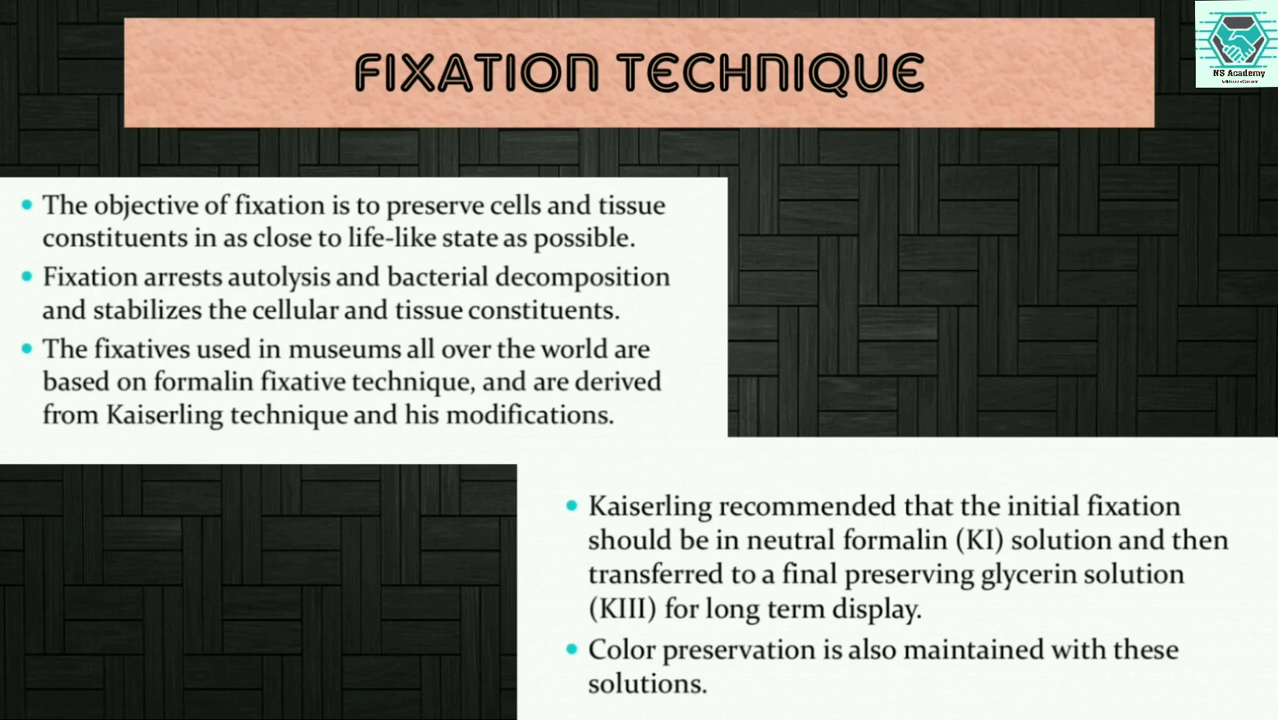 FIXATION TECHNIQUE
NS Academy
• The objective of fixation is to preserve cells and tissue
constituents in as close to life-like state as possible.
• Fixation arrests autolysis and bacterial decomposition
and stabilizes the cellular and tissue constituents.
• The fixatives used in museums all over the world are
based on formalin fixative technique, and are derived
from Kaiserling technique and his modifications.
• Kaiserling recommended that the initial fixation
should be in neutral formalin (KI) solution and then
transferred to a final preserving glycerin solution
(KIII) for long term display.
• Color preservation is also maintained with these
solutions.